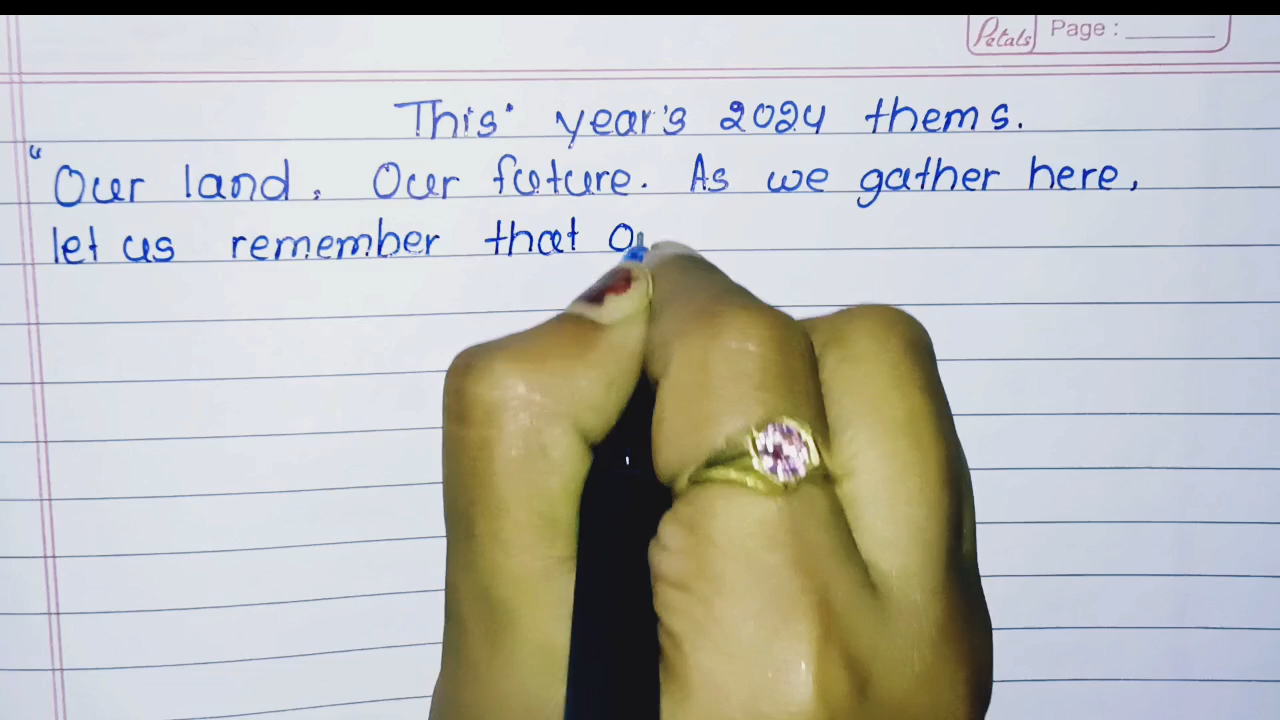 Petals Page :
This year's 2024 thems.
"Our land, Our future. As we gather here,
let us remember that